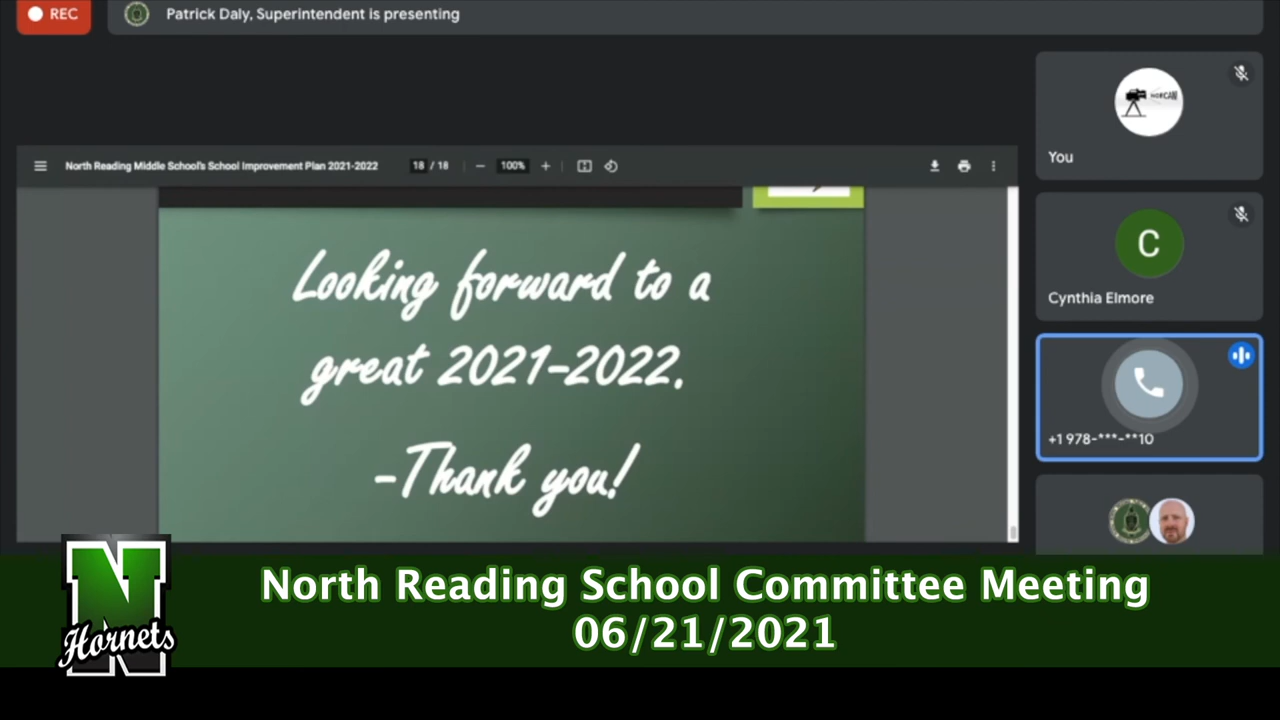 REC
Patrick Daly, Superintendent is presenting
NORCAM
You
North Reading Middle School's School Improvement Plan 2021-2022 18 / 18 100%
Looking forward to a
great 2021-2022.
-Thank you!
C
Cynthia Elmore
+1 978-***-**10
N
Hornets
North Reading School Committee Meeting
06/21/2021